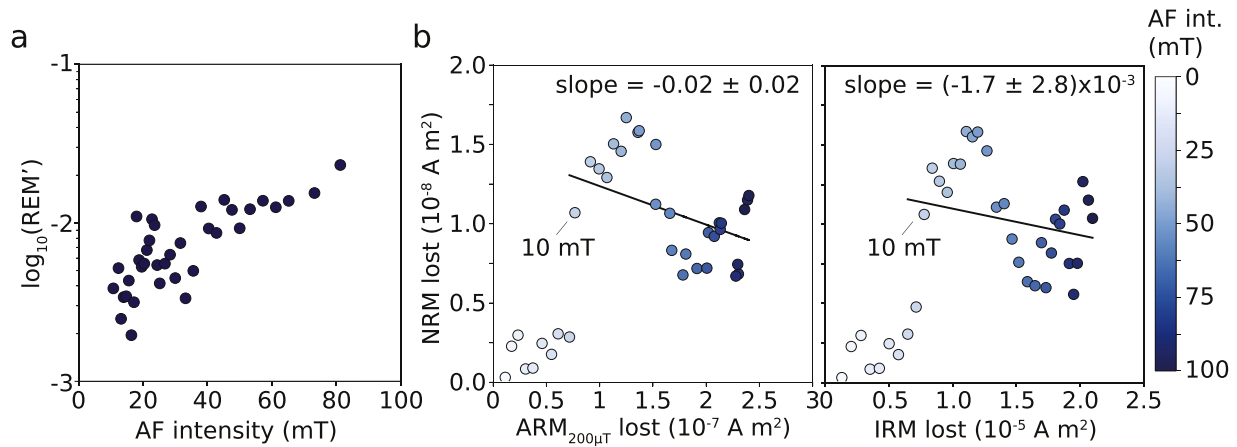 a
log10(REM')
-1
-2
-3
0 20 40 60 80 100
AF intensity (mT)
b
NRM lost (10-8 A m2)
2.0
1.5
1.0
0.5
0.0
slope = -0.02 ± 0.02
10 mT
0 0.5 1 1.5 2 2.5 3
ARM200μT lost (10-7 A m2)
slope = (-1.7 ± 2.8)x10-3
10 mT
0 0.5 1.0 1.5 2.0 2.5
IRM lost (10-5 A m2)
AF int.
(mT)
0
25
50
75
100